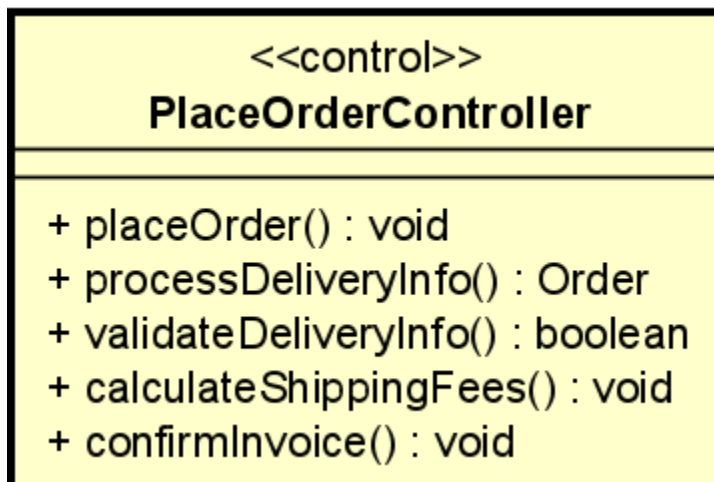 <<control>>
PlaceOrderController
+ placeOrder() : void
+ processDeliveryInfo() : Order
+ validateDeliveryInfo() : boolean
+ calculateShippingFees() : void
+ confirmInvoice() : void